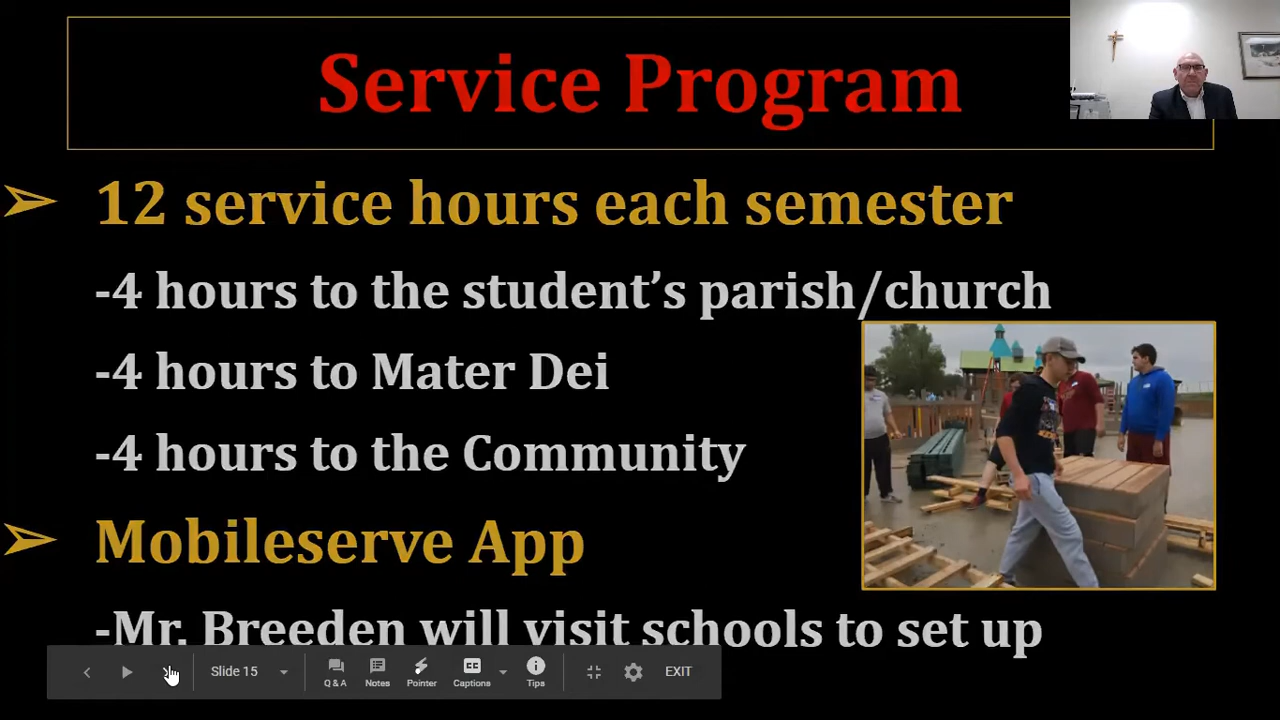 Service Program
➢ 12 service hours each semester
-4 hours to the student’s parish/church
-4 hours to Mater Dei
-4 hours to the Community
➢ Mobileserve App
-Mr. Breeden will visit schools to set up
Slide 15
Q & A
Notes
Pointer
CC
Captions
Tips
EXIT